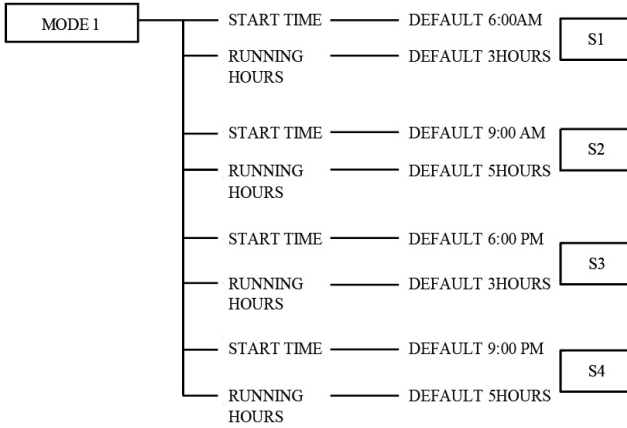 MODE 1
START TIME DEFAULT 6:00AM
S1
RUNNING DEFAULT 3HOURS
HOURS
START TIME DEFAULT 9:00 AM
S2
RUNNING DEFAULT 5HOURS
HOURS
START TIME DEFAULT 6:00 PM
S3
RUNNING DEFAULT 3HOURS
HOURS
START TIME DEFAULT 9:00 PM
S4
RUNNING DEFAULT 5HOURS
HOURS